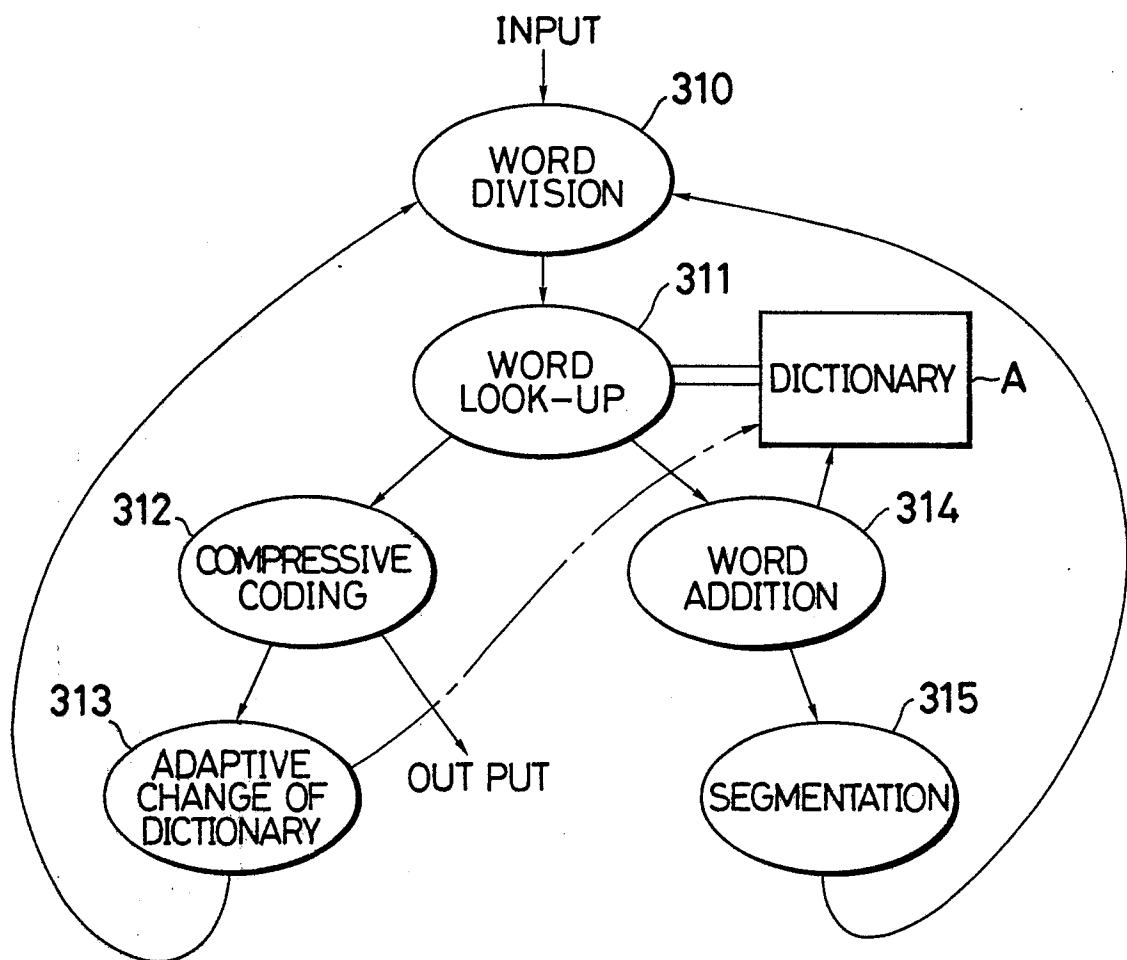 INPUT
310
WORD
DIVISION
311
WORD
LOOK-UP
DICTIONARY
A
312
COMPRESSIVE
CODING
314
WORD
ADDITION
313
ADAPTIVE
CHANGE OF
DICTIONARY
OUT PUT
315
SEGMENTATION